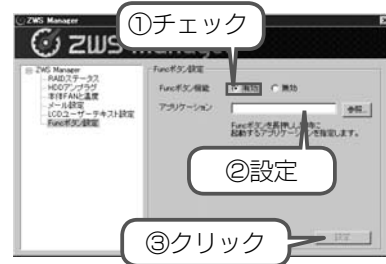 ZWS Manager
①チェック
ZWS Manager
ZWS Manager
RAIDステータス
HDDアンプラグ
本体FANと温度
メール設定
LCDユーザーテキスト設定
Funcボタン設定
Funcボタン設定
Funcボタン機能 有効 無効
アプリケーション 参照...
Funcボタンを長押しした時に
起動するアプリケーションを指定します。
②設定
③クリック 設定